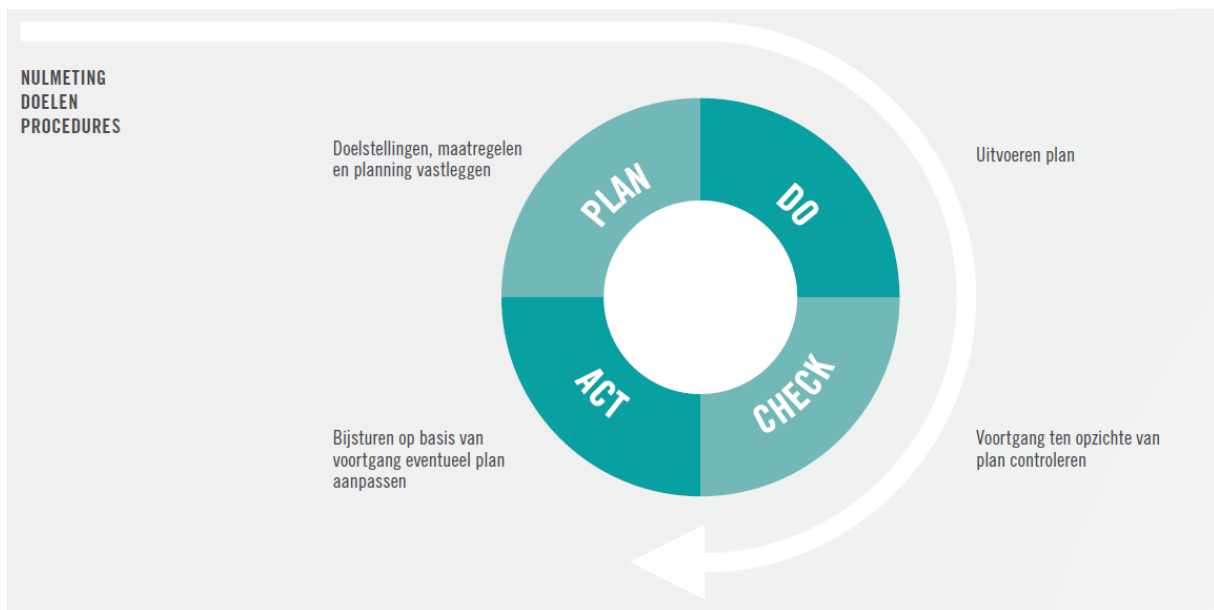 NULMETING
DOELEN
PROCEDURES
Doelstellingen, maatregelen
en planning vastleggen
PLAN
DO
Uitvoeren plan
ACT
CHECK
Bijsturen op basis van
voortgang eventueel plan
aanpassen
Voortgang ten opzichte van
plan controleren